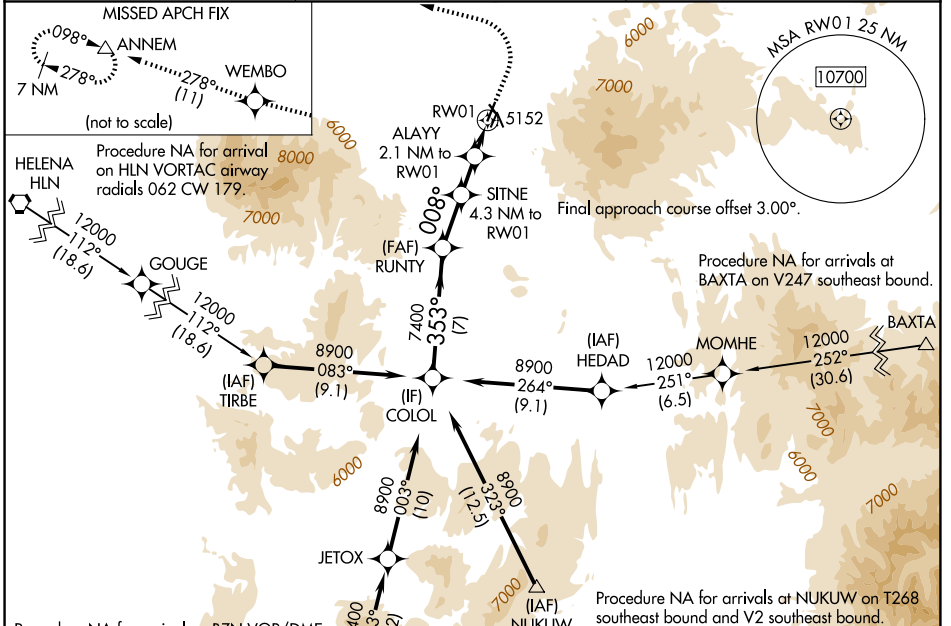 MISSED APCH FIX
098°
ANNEM
278°
7 NM
278°
(11)
WEMBO
(not to scale)
6000
6000
7000
MSA RW01 25 NM
10700
RW01
5152
ALAYY
2.1 NM to
RW01
SITNE
4.3 NM to
RW01
008°
Final approach course offset 3.00°.
Procedure NA for arrival
on HLN VORTAC airway
radials 062 CW 179.
8000
7000
HELENA
HLN
12000
112°
(18.6)
GOUGE
12000
112°
(18.6)
(FAF)
RUNTY
7400
353°
(7)
Procedure NA for arrivals at
BAXTA on V247 southeast bound.
BAXTA
12000
252°
(30.6)
MOMHE
12000
251°
(6.5)
(IAF)
HEDAD
8900
264°
(9.1)
8900
083°
(9.1)
(IAF)
TIRBE
(IF)
COLOL
6000
7000
6000
7000
8900
003°
(10)
JETOX
8900
323°
(12.5)
7000
(IAF)
NUKUW
Procedure NA for arrivals at NUKUW on T268
southeast bound and V2 southeast bound.